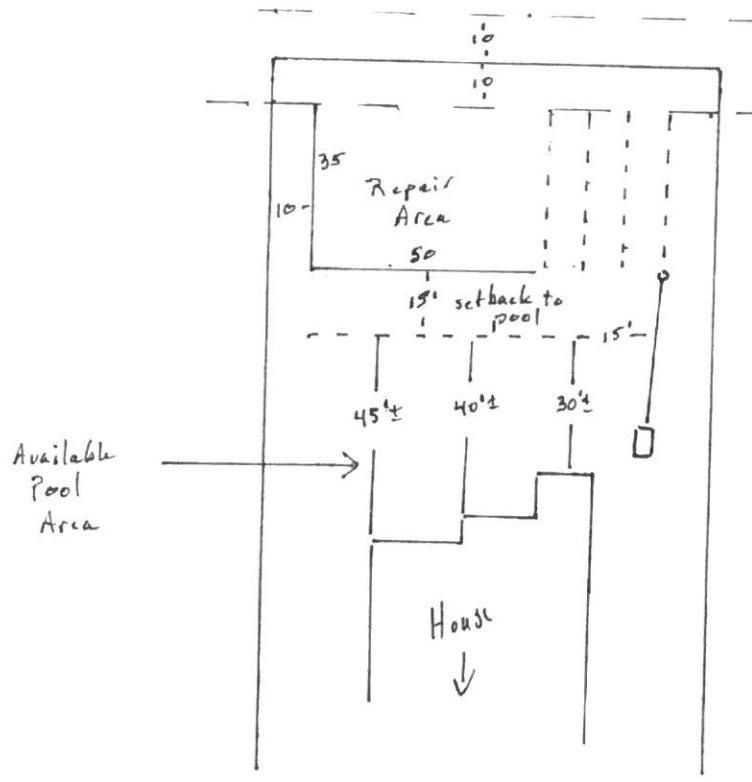 10
10
35
10
Repair
Area
50
15' setback to
pool
15'
45'±
40'±
30'±
Available
Pool
Area
House